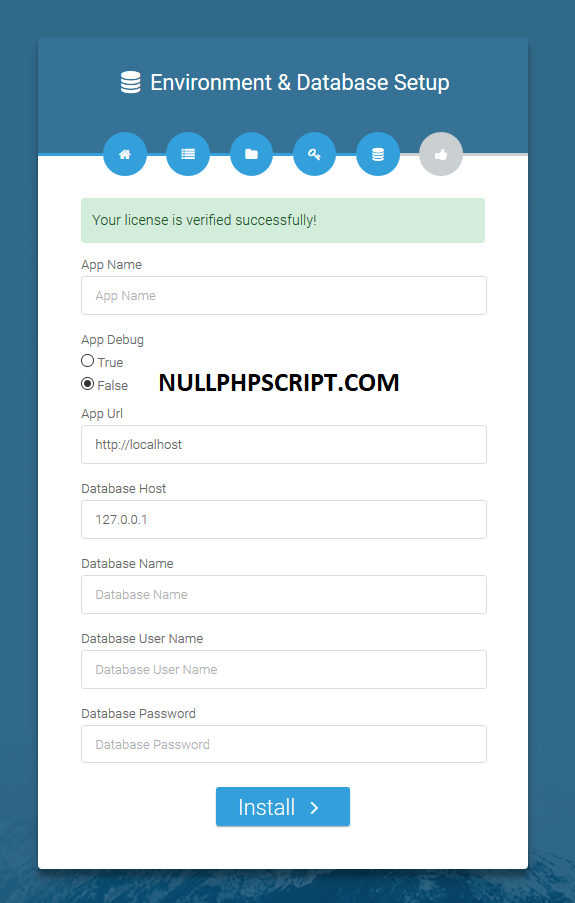 Environment & Database Setup
Your license is verified successfully!
App Name
App Name
App Debug
True
False
NULLPHPSCRIPT.COM
App Url
http://localhost
Database Host
127.0.0.1
Database Name
Database Name
Database User Name
Database User Name
Database Password
Database Password
Install